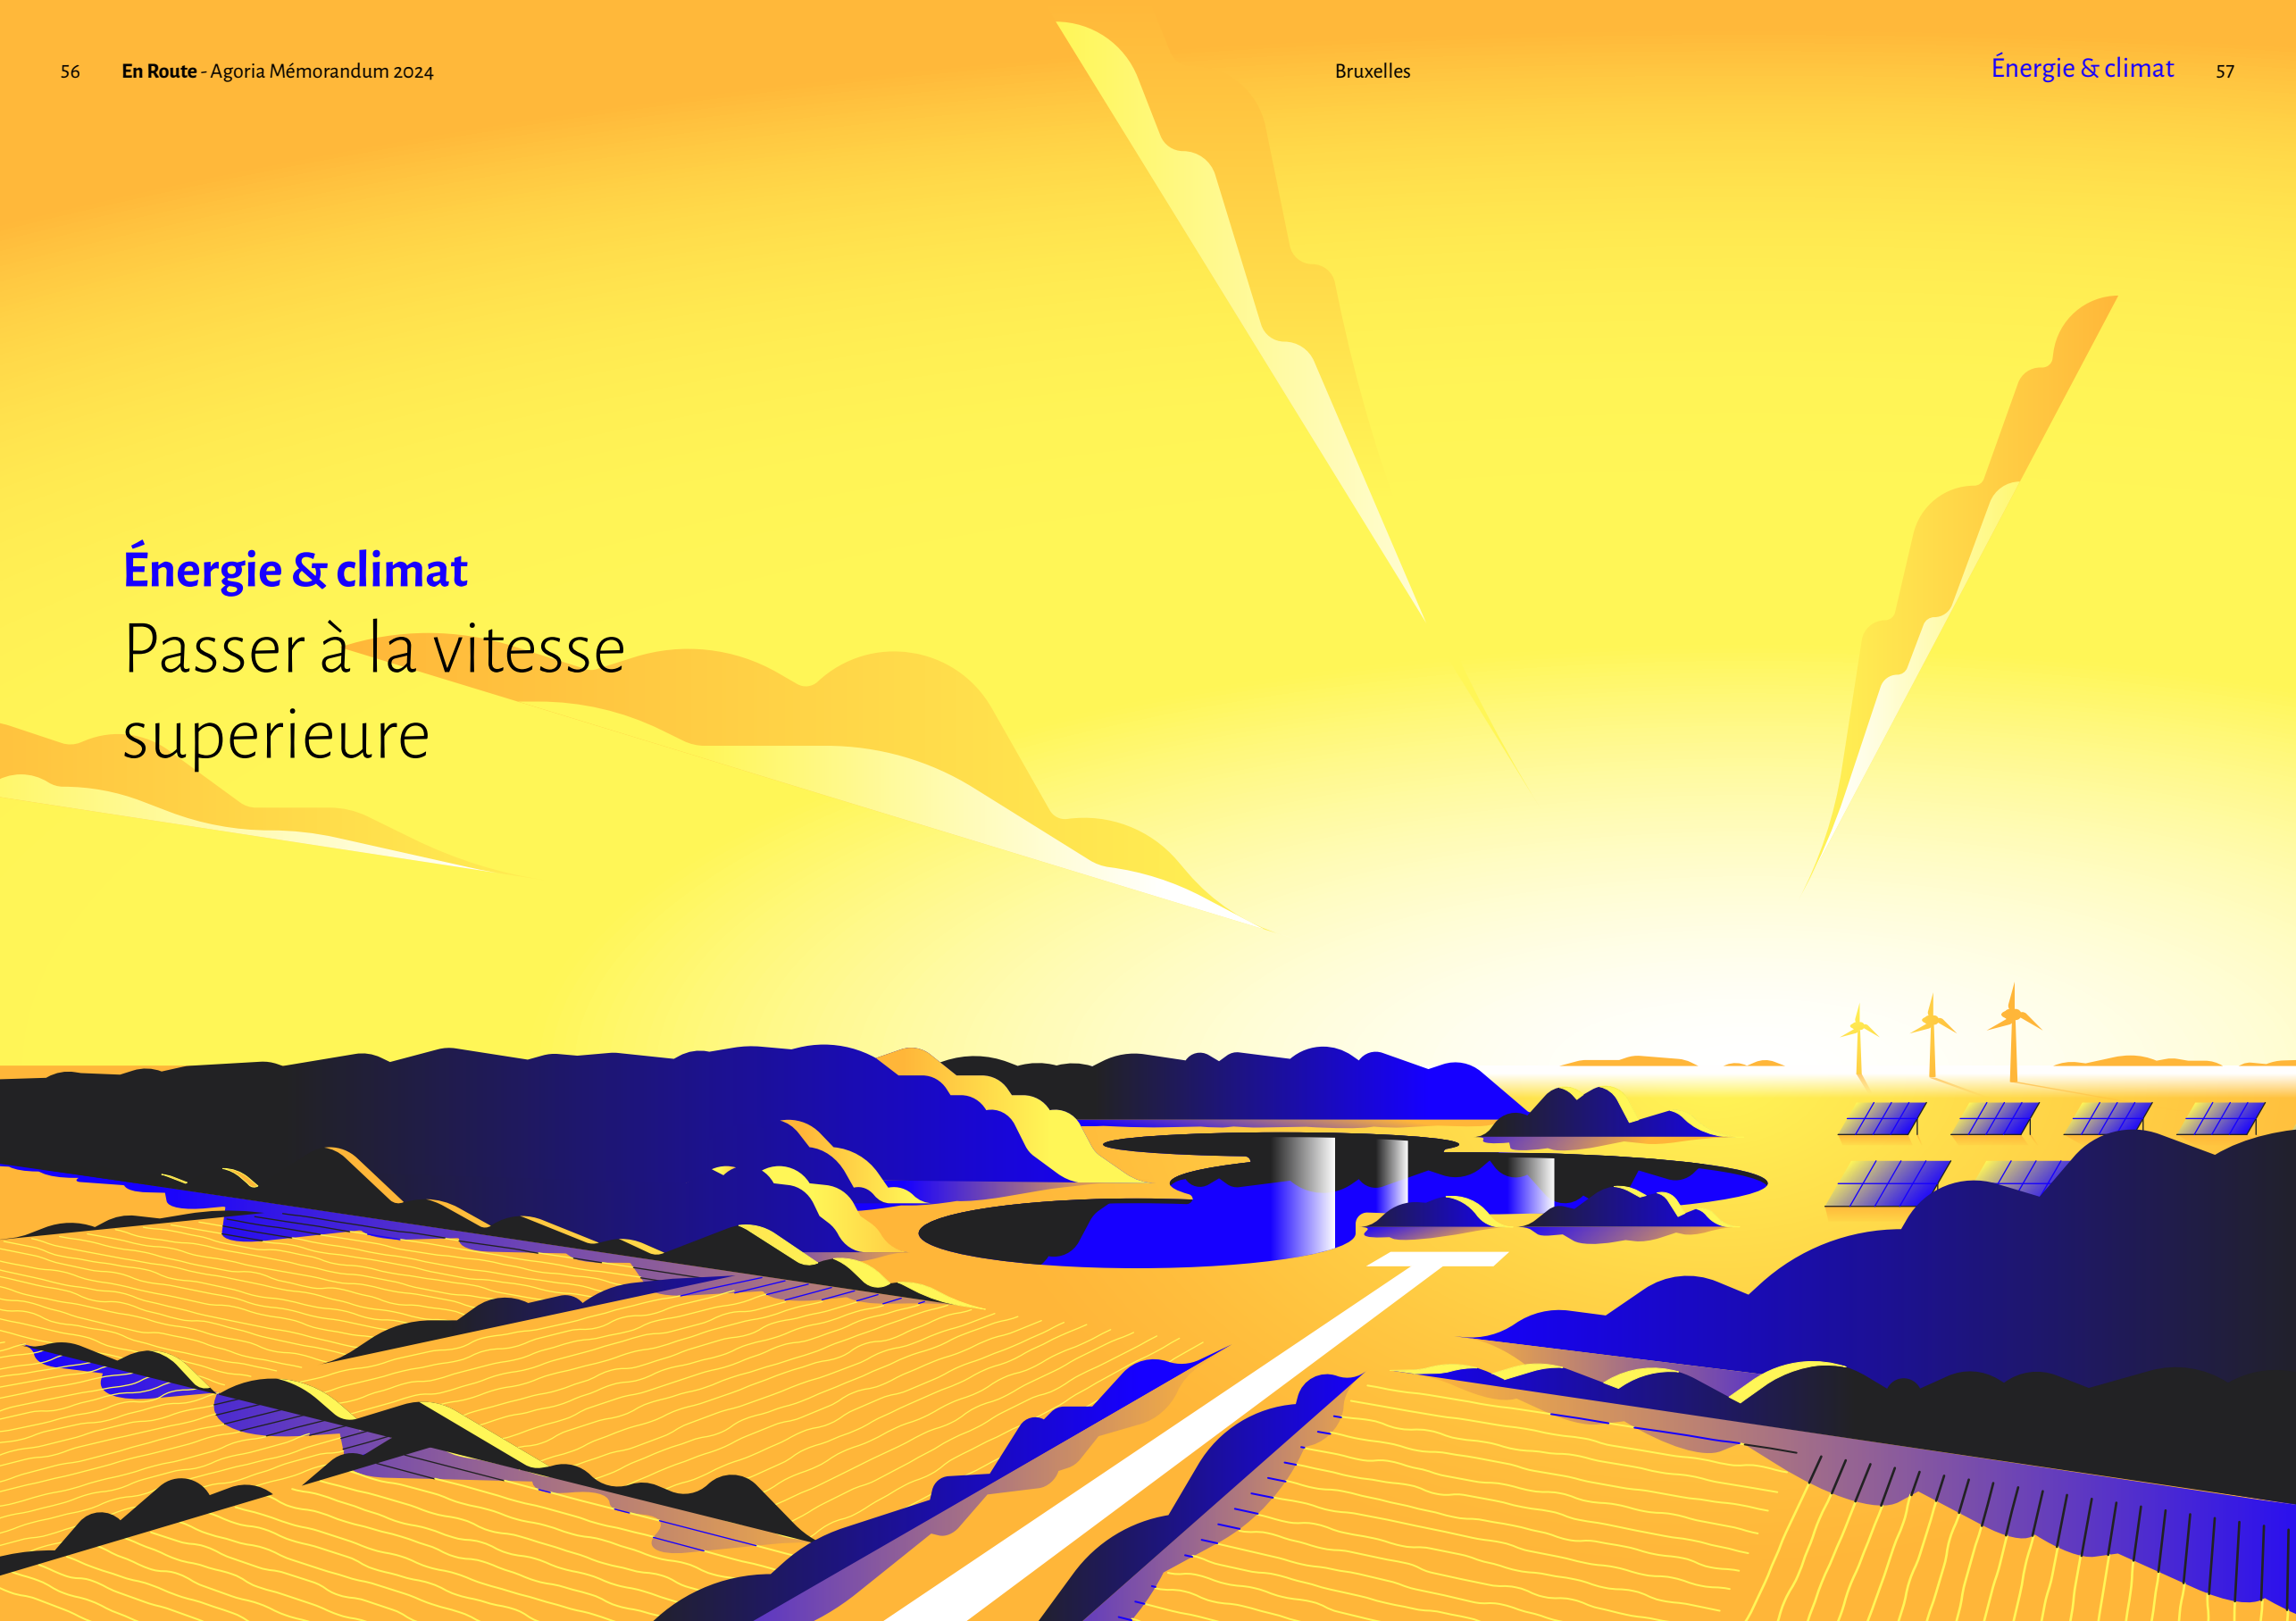 56 En Route - Agoria Mémorandum 2024 Bruxelles Énergie & climat 57
Énergie & climat
Passer à la vitesse
superieure